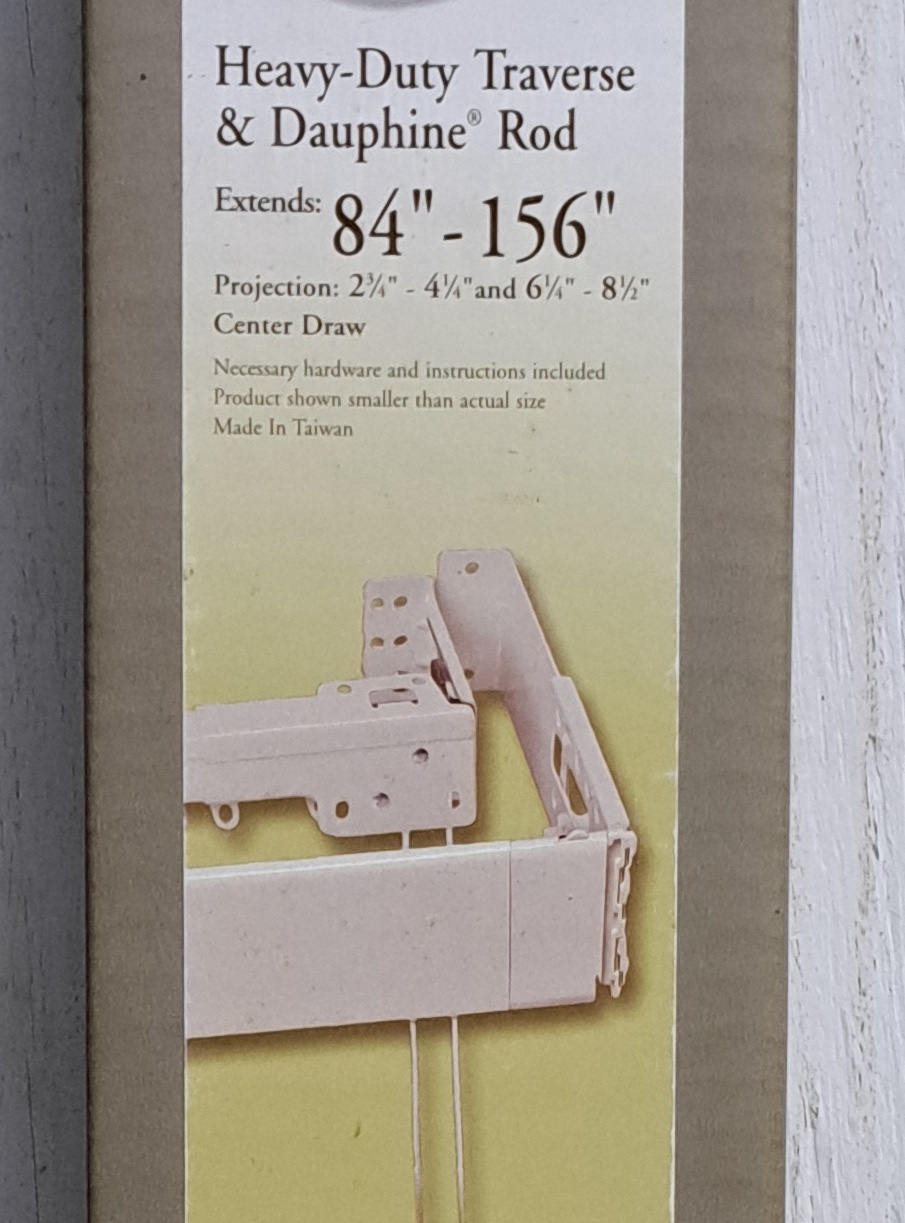 Heavy-Duty Traverse
& Dauphine® Rod
Extends: 84" - 156"
Projection: 2¾" - 4¼" and 6¼" - 8½"
Center Draw
Necessary hardware and instructions included
Product shown smaller than actual size
Made In Taiwan